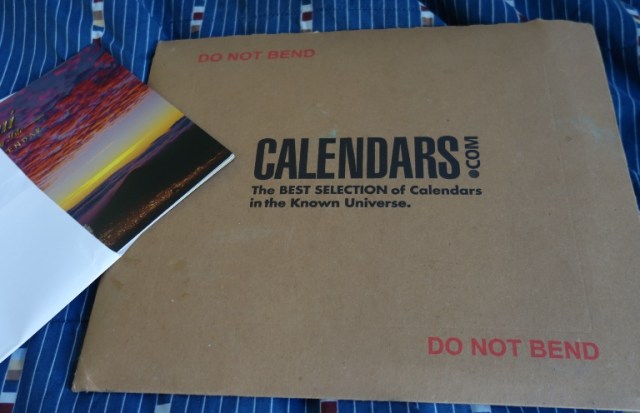 DO NOT BEND
CALENDARS.COM
The BEST SELECTION of Calendars
in the Known Universe.
DO NOT BEND